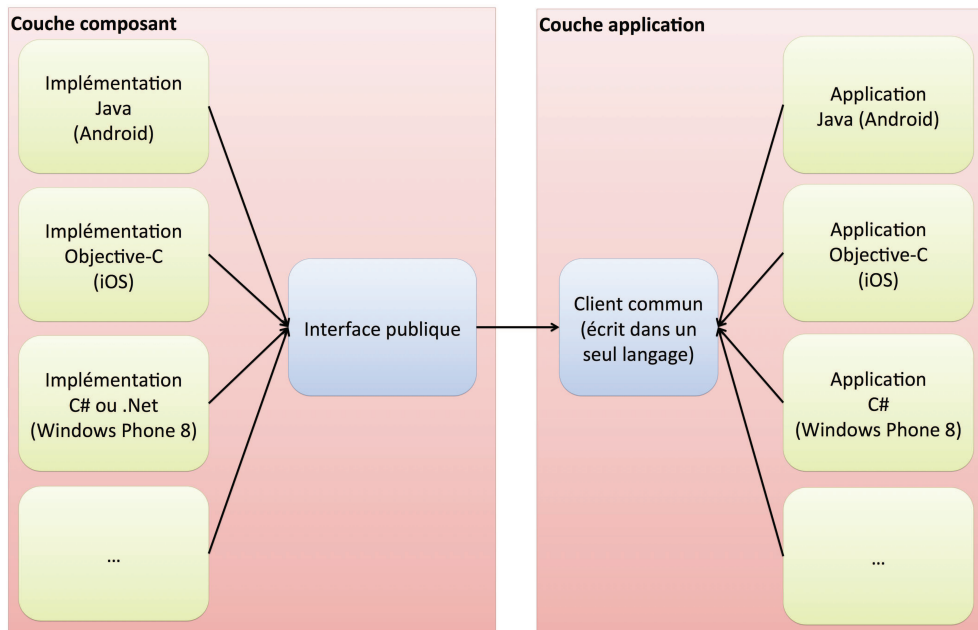 Couche composant
Implémentation
Java
(Android)
Implémentation
Objective-C
(iOS)
Implémentation
C# ou .Net
(Windows Phone 8)
...
Interface publique
Couche application
Client commun
(écrit dans un
seul langage)
Application
Java (Android)
Application
Objective-C
(iOS)
Application
C#
(Windows Phone 8)
...